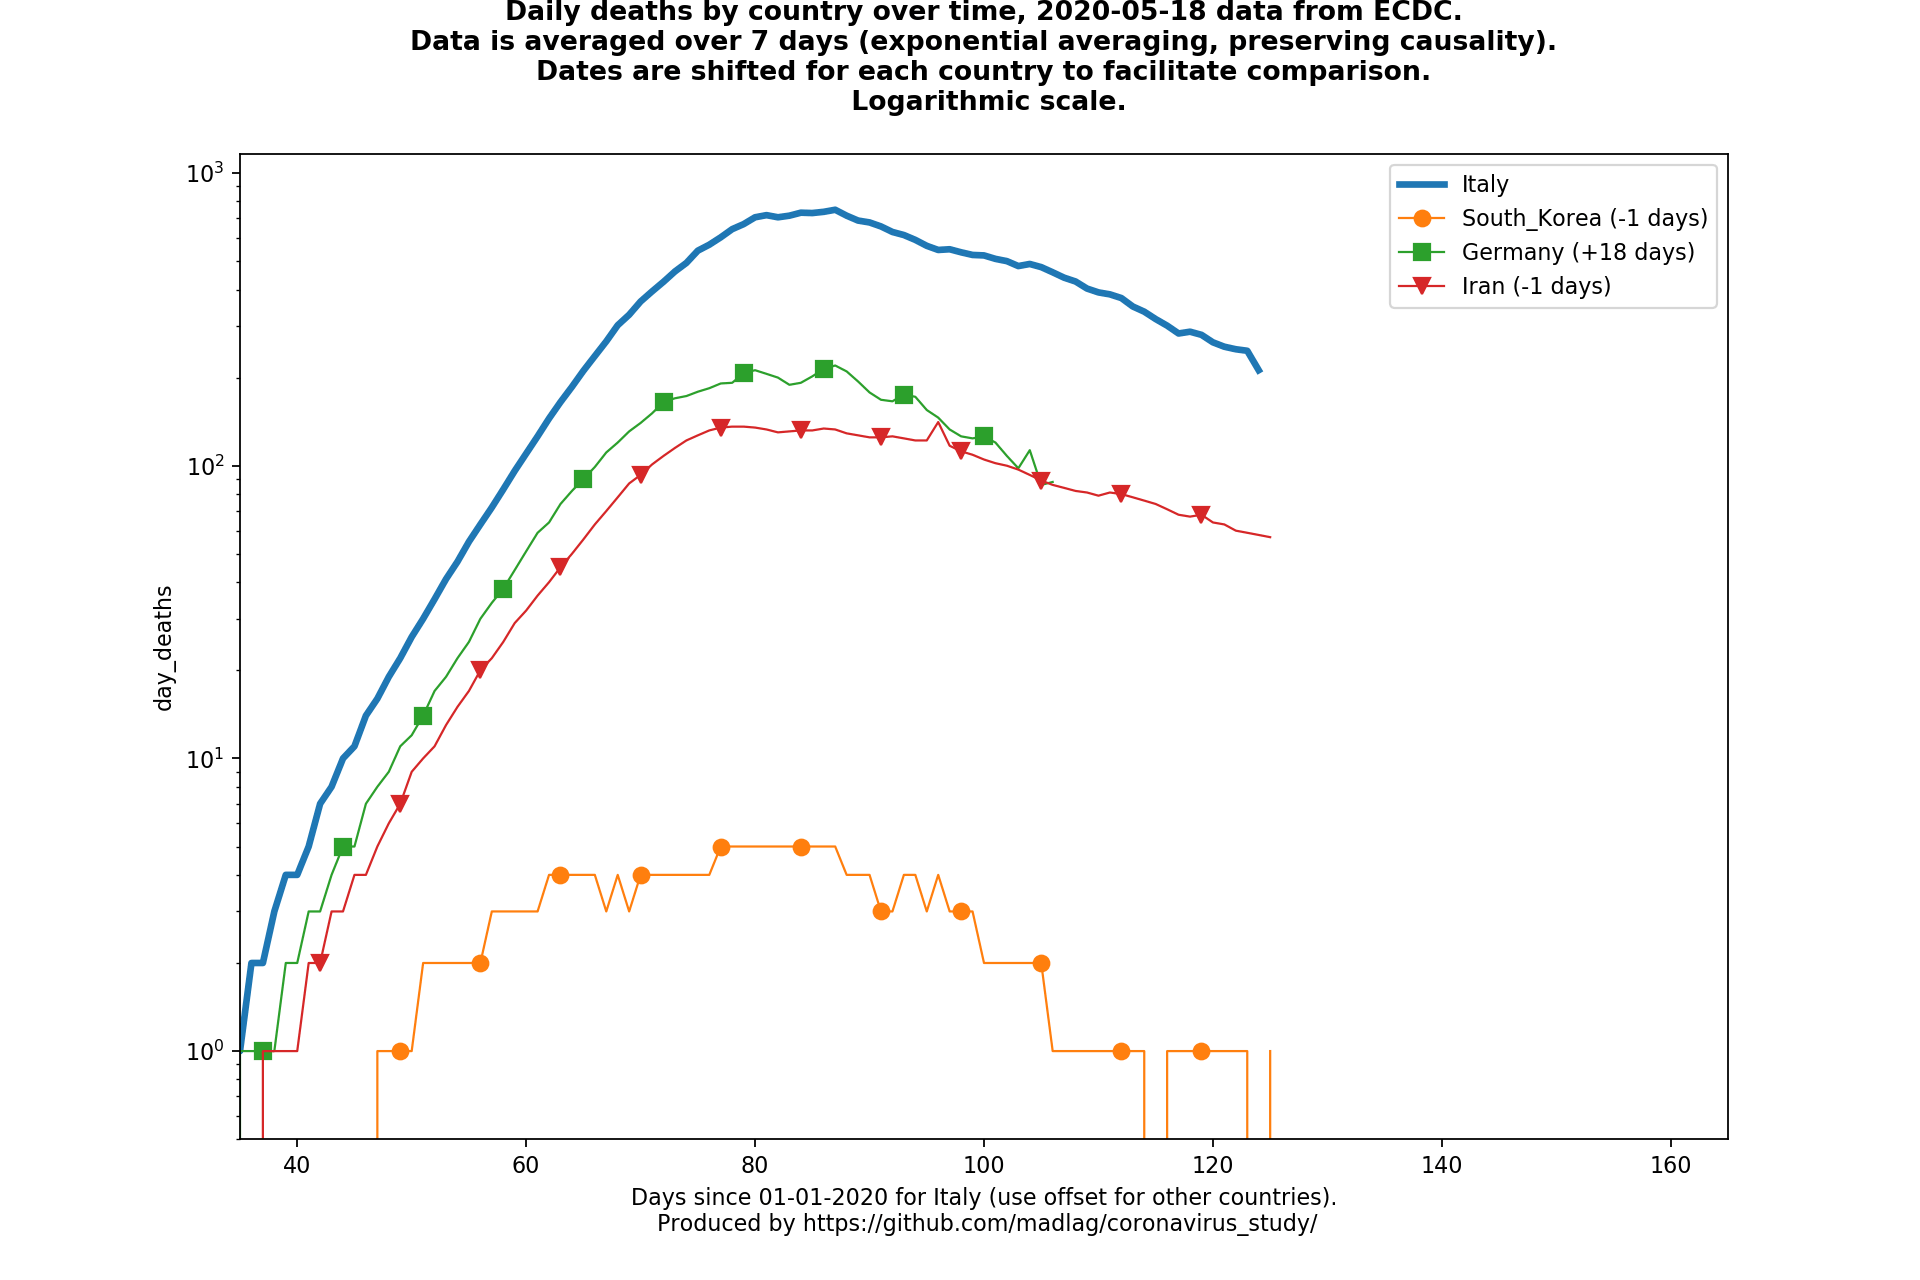 Daily deaths by country over time, 2020-05-18 data from ECDC.
Data is averaged over 7 days (exponential averaging, preserving causality).
Dates are shifted for each country to facilitate comparison.
Logarithmic scale.
10³
10²
10¹
10⁰
day_deaths
Italy
South_Korea (-1 days)
Germany (+18 days)
Iran (-1 days)
40 60 80 100 120 140 160
Days since 01-01-2020 for Italy (use offset for other countries).
Produced by https://github.com/madlag/coronavirus_study/